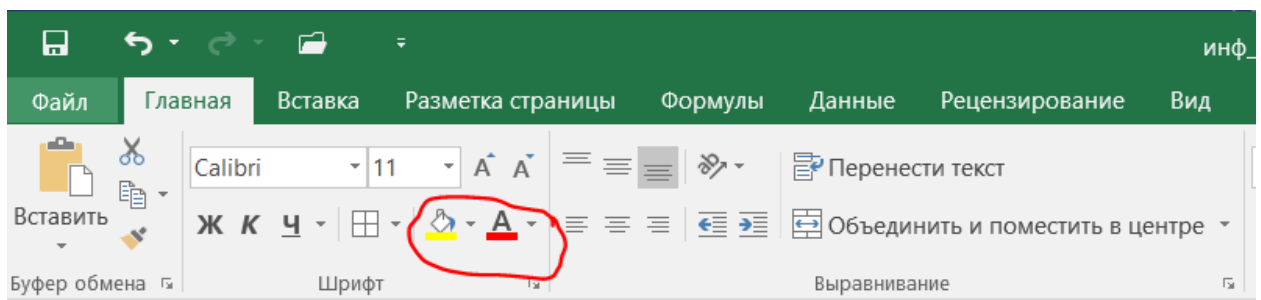 инф_
Файл Главная Вставка Разметка страницы Формулы Данные Рецензирование Вид
Calibri 11 А А Перенести текст
Вставить Ж К Ч А Объединить и поместить в центре
Буфер обмена Шрифт Выравнивание